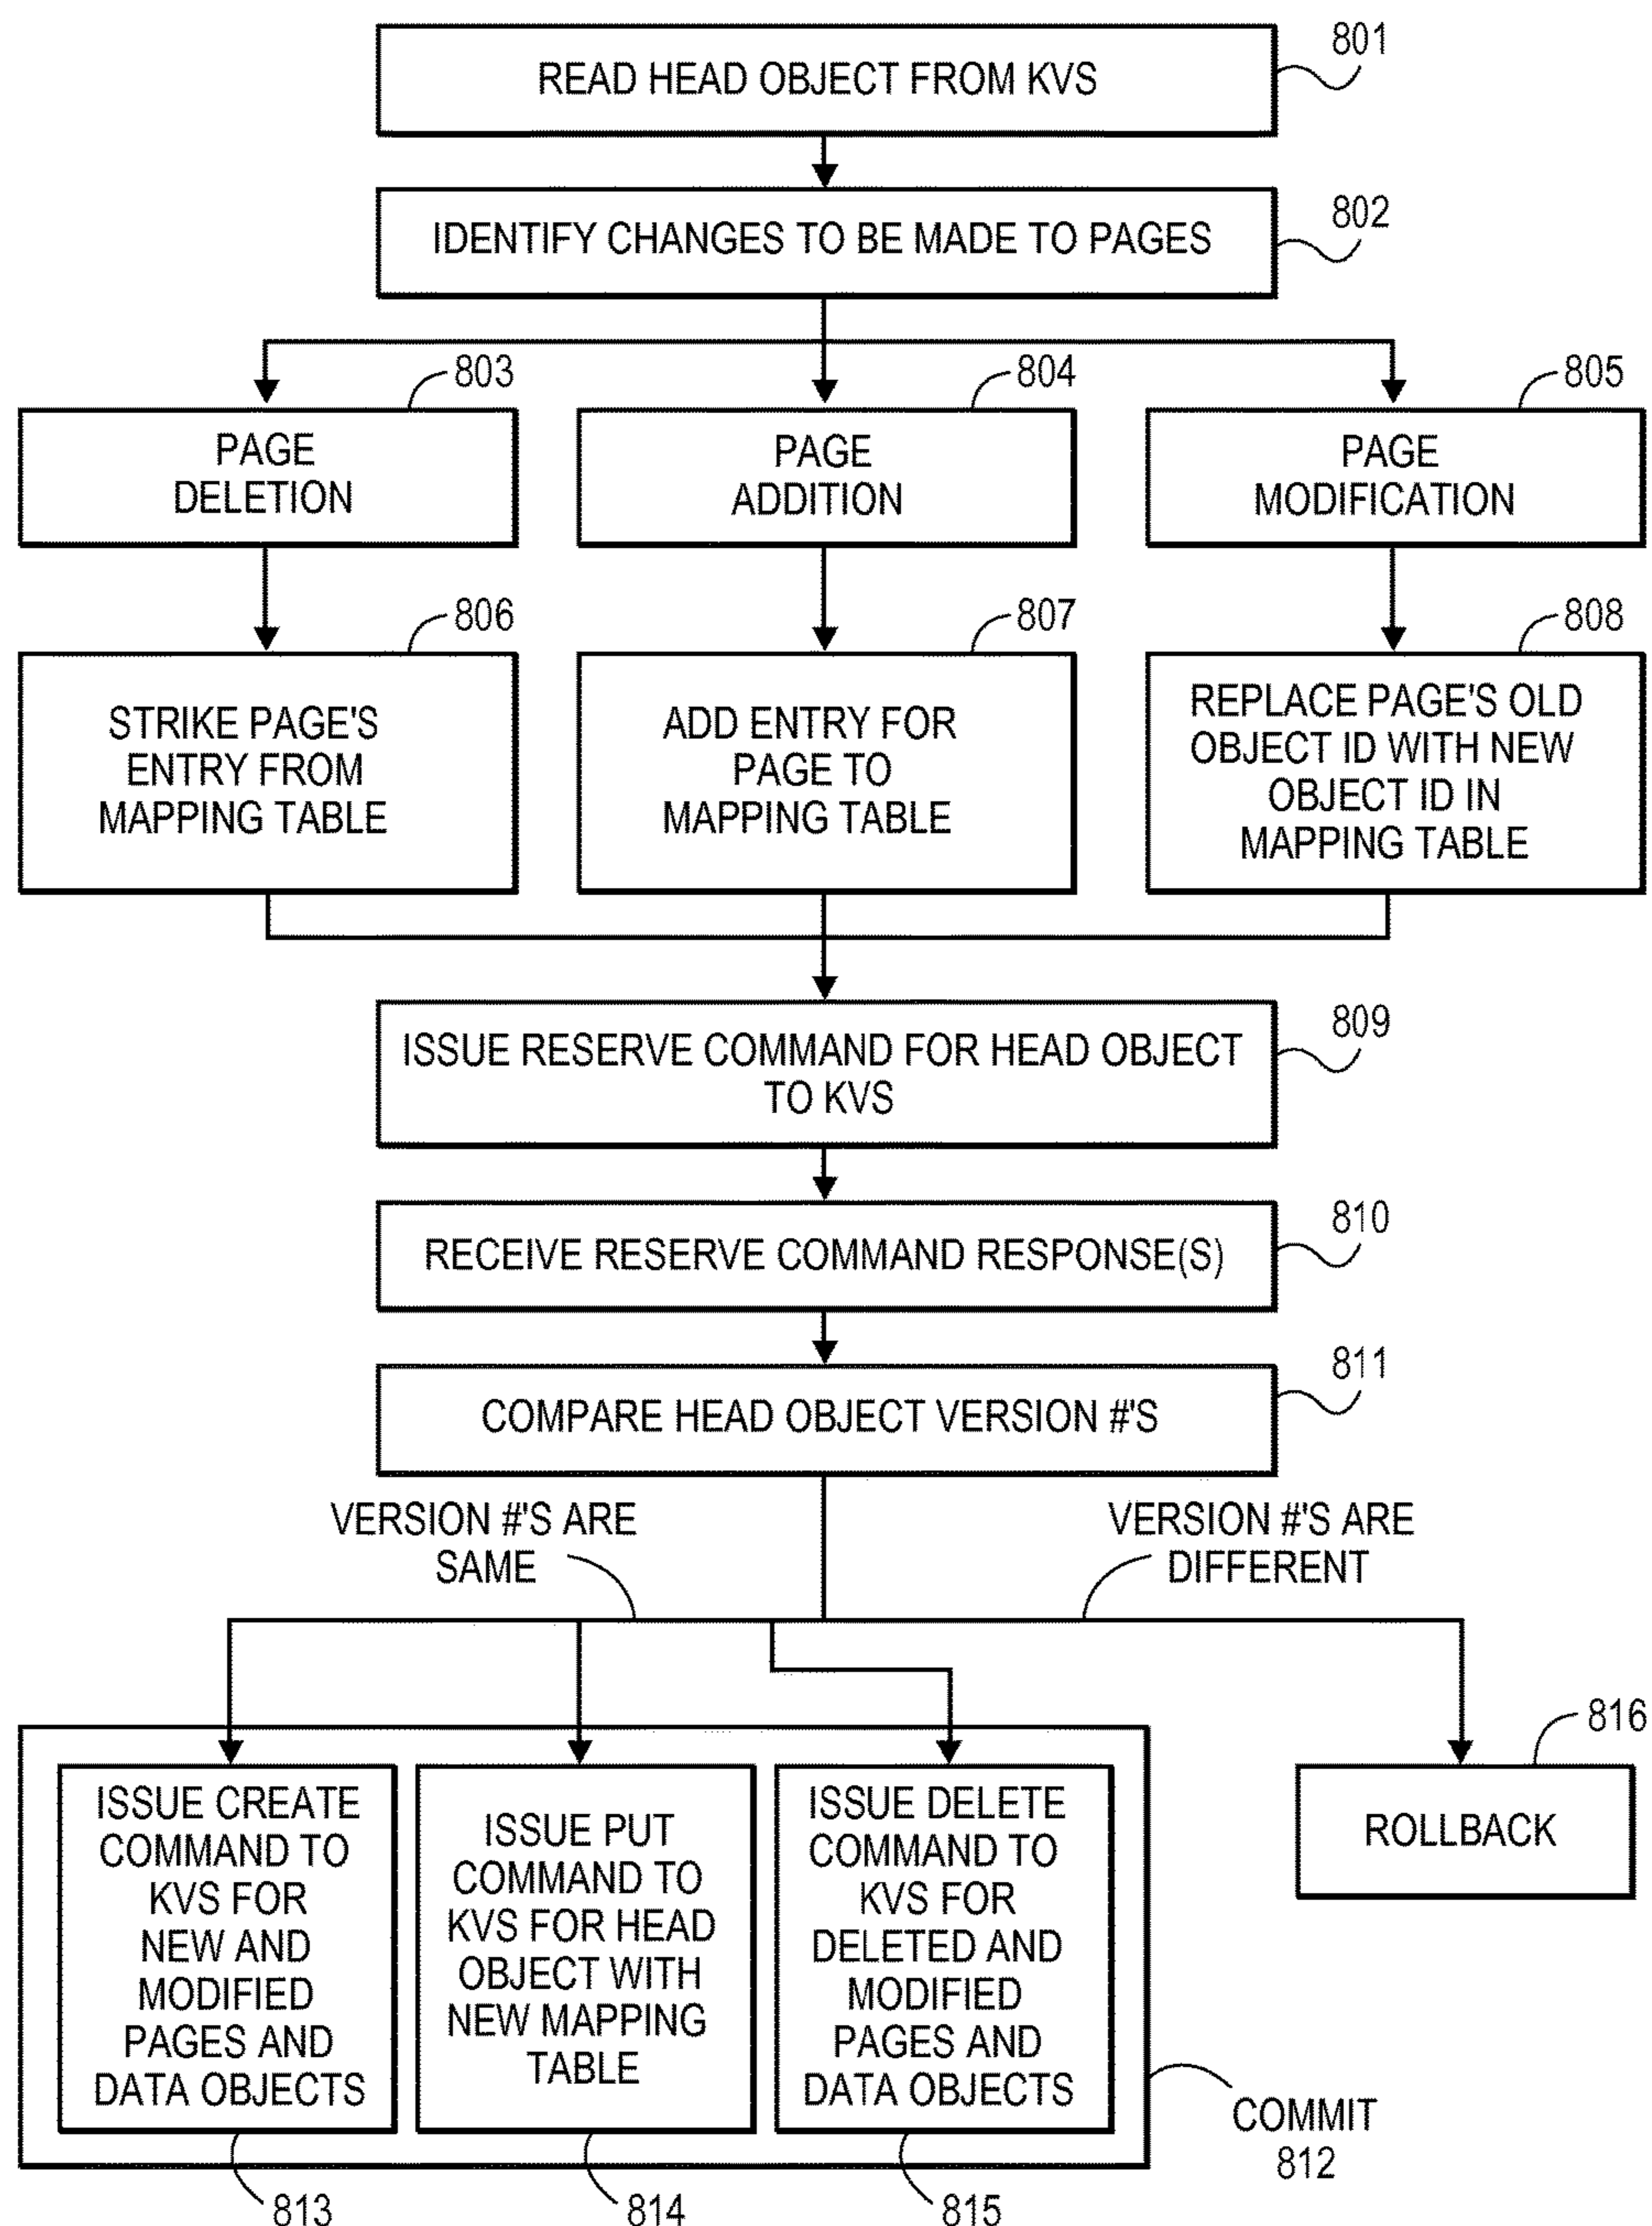 801
READ HEAD OBJECT FROM KVS
802
IDENTIFY CHANGES TO BE MADE TO PAGES
803
PAGE
DELETION
804
PAGE
ADDITION
805
PAGE
MODIFICATION
806
STRIKE PAGE'S
ENTRY FROM
MAPPING TABLE
807
ADD ENTRY FOR
PAGE TO
MAPPING TABLE
808
REPLACE PAGE'S OLD
OBJECT ID WITH NEW
OBJECT ID IN
MAPPING TABLE
809
ISSUE RESERVE COMMAND FOR HEAD OBJECT
TO KVS
810
RECEIVE RESERVE COMMAND RESPONSE(S)
811
COMPARE HEAD OBJECT VERSION #'S
VERSION #'S ARE
SAME
VERSION #'S ARE
DIFFERENT
ISSUE CREATE
COMMAND TO
KVS FOR
NEW AND
MODIFIED
PAGES AND
DATA OBJECTS
813
ISSUE PUT
COMMAND TO
KVS FOR HEAD
OBJECT WITH
NEW MAPPING
TABLE
814
ISSUE DELETE
COMMAND TO
KVS FOR
DELETED AND
MODIFIED
PAGES AND
DATA OBJECTS
815
816
ROLLBACK
COMMIT
812